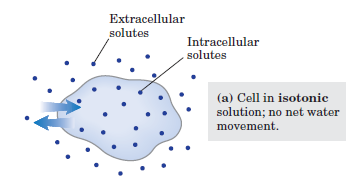 Extracellular
solutes
Intracellular
solutes
(a) Cell in isotonic
solution; no net water
movement.